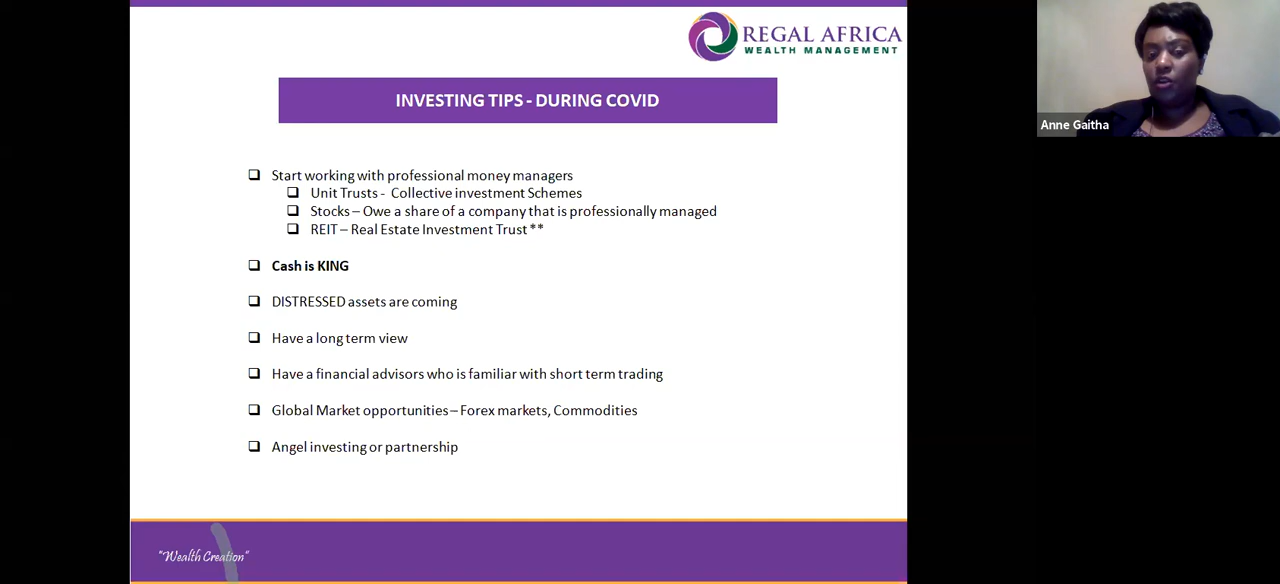 REGAL AFRICA
WEALTH MANAGEMENT
INVESTING TIPS - DURING COVID
Anne Gaitha
Start working with professional money managers
Unit Trusts - Collective investment Schemes
Stocks – Owe a share of a company that is professionally managed
REIT – Real Estate Investment Trust **
Cash is KING
DISTRESSED assets are coming
Have a long term view
Have a financial advisors who is familiar with short term trading
Global Market opportunities – Forex markets, Commodities
Angel investing or partnership
"Wealth Creation"